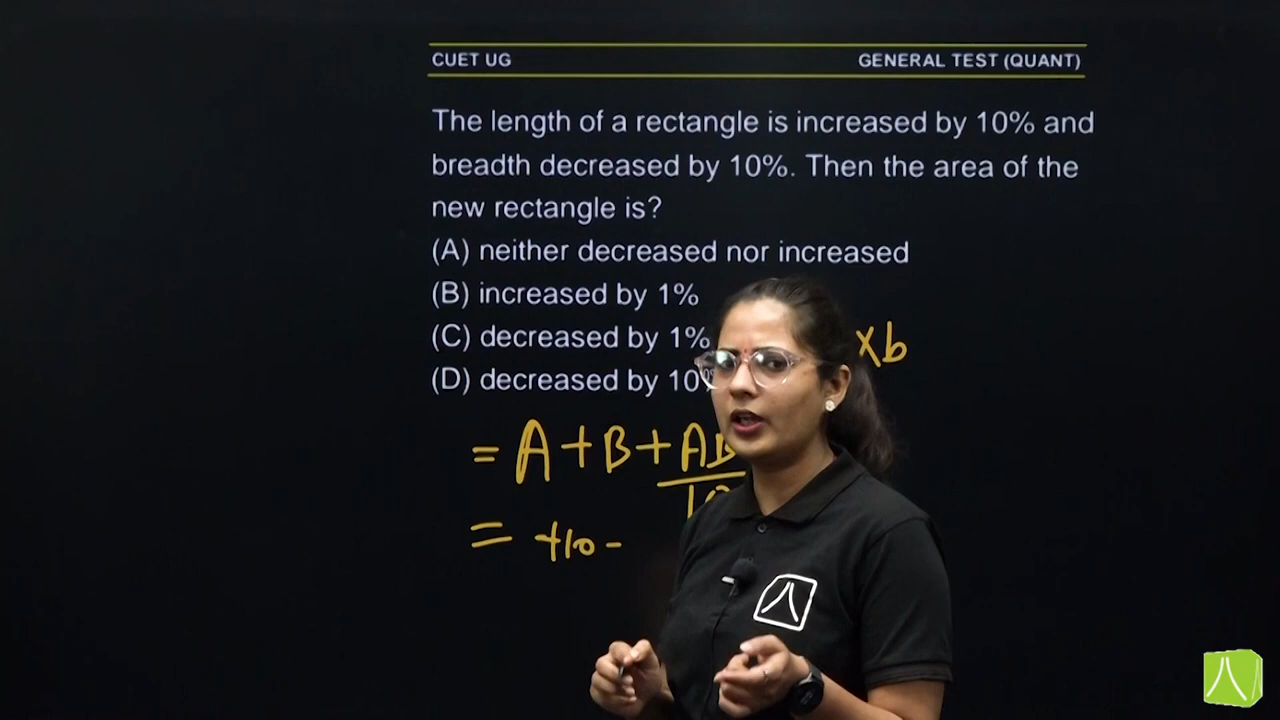 CUET UG
GENERAL TEST (QUANT)
The length of a rectangle is increased by 10% and
breadth decreased by 10%. Then the area of the
new rectangle is?
(A) neither decreased nor increased
(B) increased by 1%
(C) decreased by 1%
(D) decreased by 10%
×b
= A + B + AB
10
= +10 -